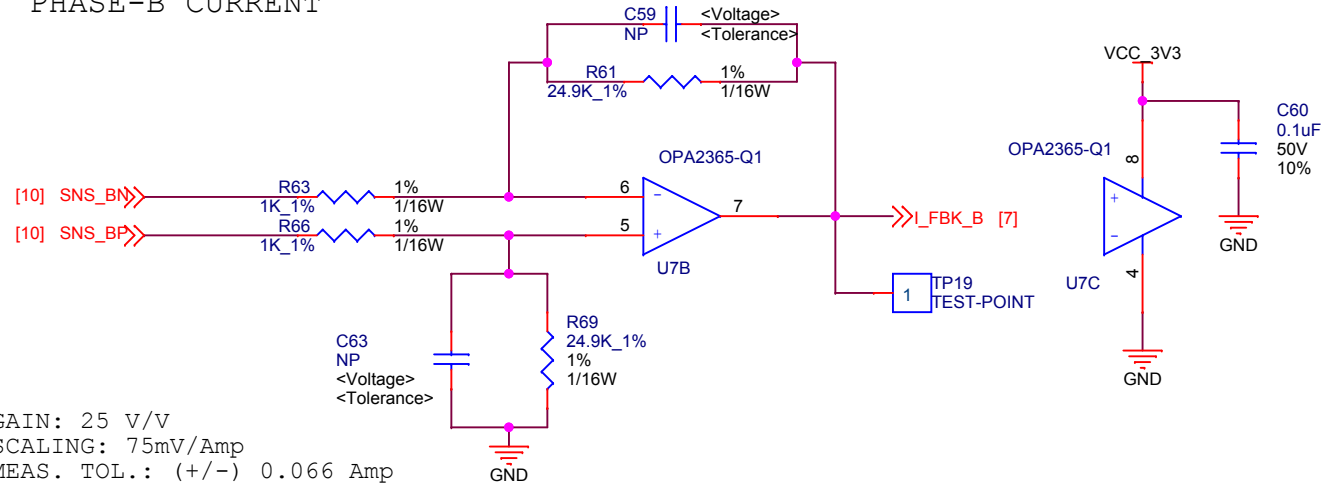 PHASE-B CURRENT
C59
NP
<Voltage>
<Tolerance>
R61
24.9K_1%
1%
1/16W
VCC_3V3
C60
0.1uF
50V
10%
OPA2365-Q1
OPA2365-Q1
8
[10] SNS_BN
R63
1K_1%
1%
1/16W
6
7
I_FBK_B [7]
[10] SNS_BP
R66
1K_1%
1%
1/16W
5
U7B
GND
4
U7C
1
TP19
TEST-POINT
C63
NP
<Voltage>
<Tolerance>
R69
24.9K_1%
1%
1/16W
GND
GND
GAIN: 25 V/V
SCALING: 75mV/Amp
MEAS. TOL.: (+/-) 0.066 Amp